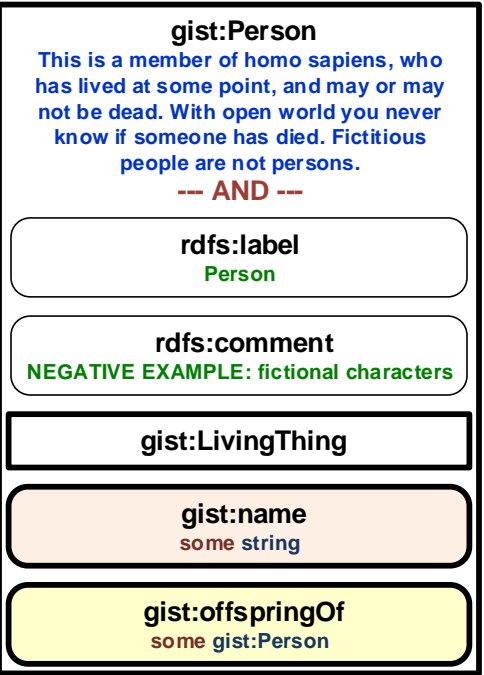 gist:Person
This is a member of homo sapiens, who
has lived at some point, and may or may
not be dead. With open world you never
know if someone has died. Fictitious
people are not persons.
--- AND ---
rdfs:label
Person
rdfs:comment
NEGATIVE EXAMPLE: fictional characters
gist:LivingThing
gist:name
some string
gist:offspringOf
some gist:Person